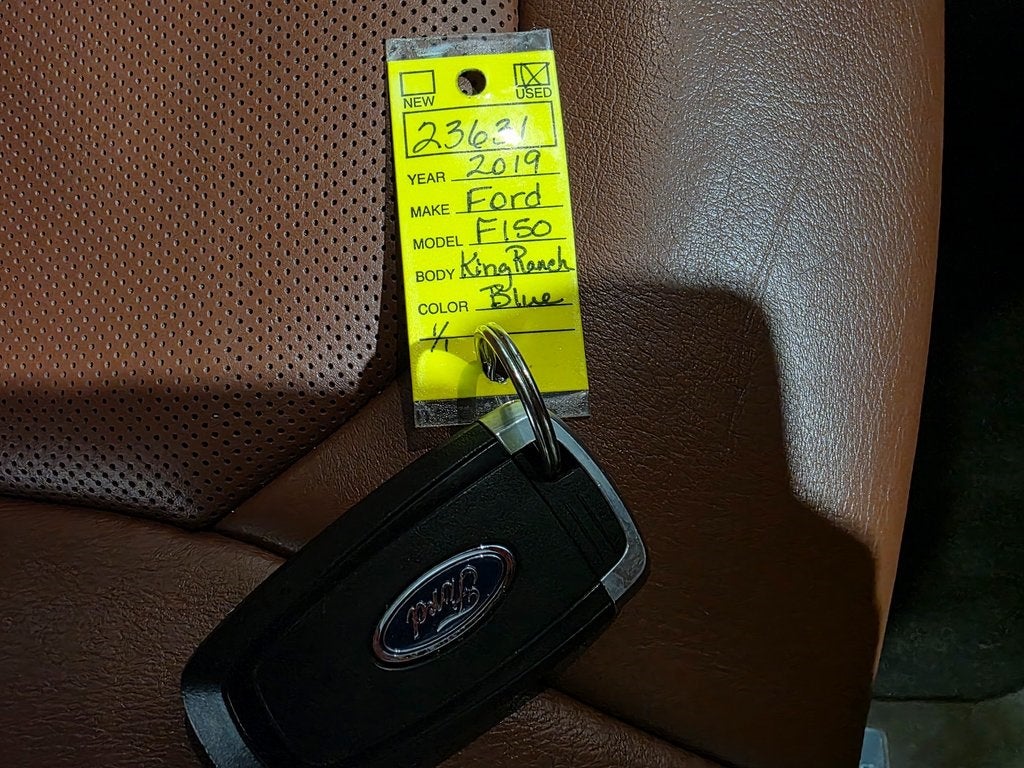 NEW USED
23631
YEAR 2019
MAKE Ford
MODEL F150
BODY King Ranch
COLOR Blue
1/1
Ford